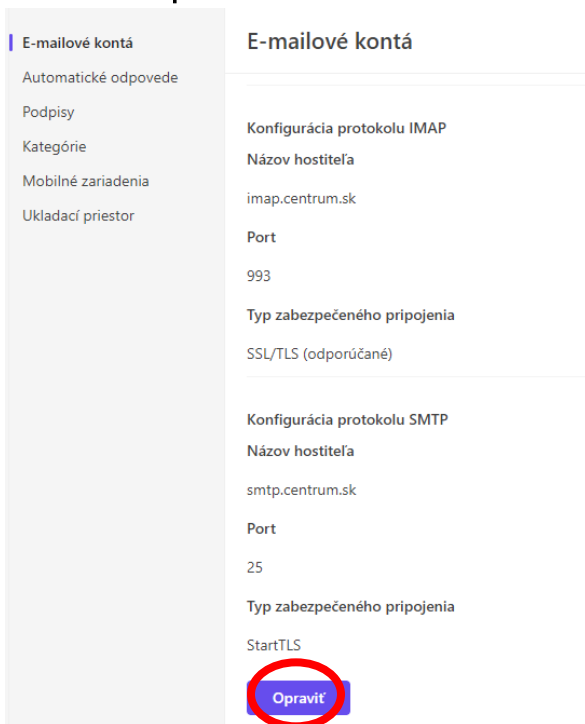 E-mailové kontá
Automatické odpovede
Podpisy
Kategórie
Mobilné zariadenia
Ukladací priestor
E-mailové kontá
Konfigurácia protokolu IMAP
Názov hostiteľa
imap.centrum.sk
Port
993
Typ zabezpečeného pripojenia
SSL/TLS (odporúčané)
Konfigurácia protokolu SMTP
Názov hostiteľa
smtp.centrum.sk
Port
25
Typ zabezpečeného pripojenia
StartTLS
Opraviť